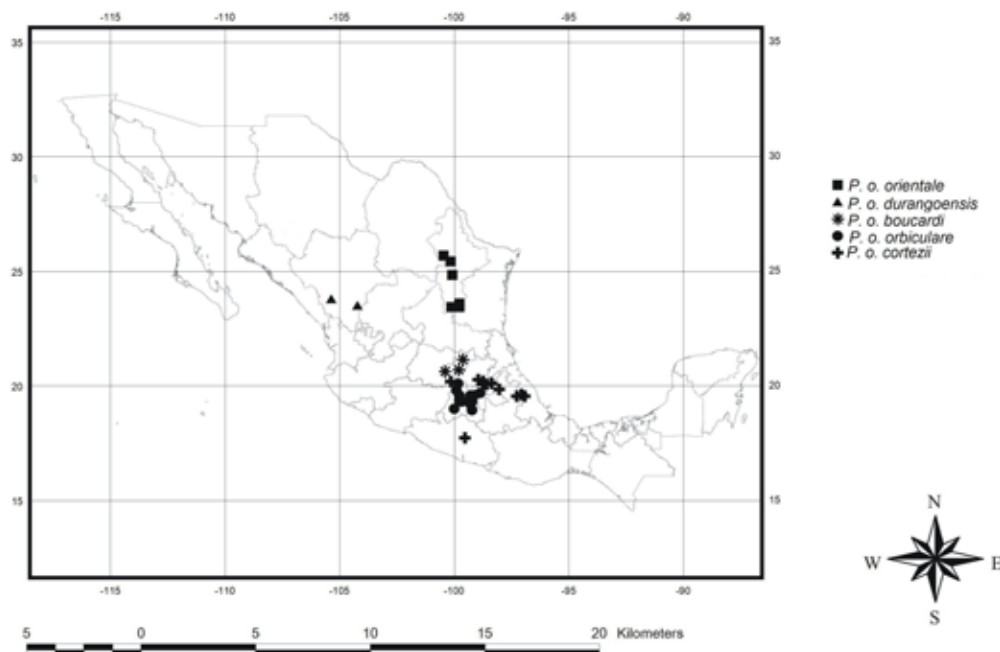 -115 -110 -105 -100 -95 -90
35 35
30 30
25 25
20 20
15 15
-115 -110 -105 -100 -95 -90
P. o. orientale
P. o. durangoensis
P. o. boucardi
P. o. orbiculare
P. o. cortezii
N
W E
S
5 0 5 10 15 20 Kilometers